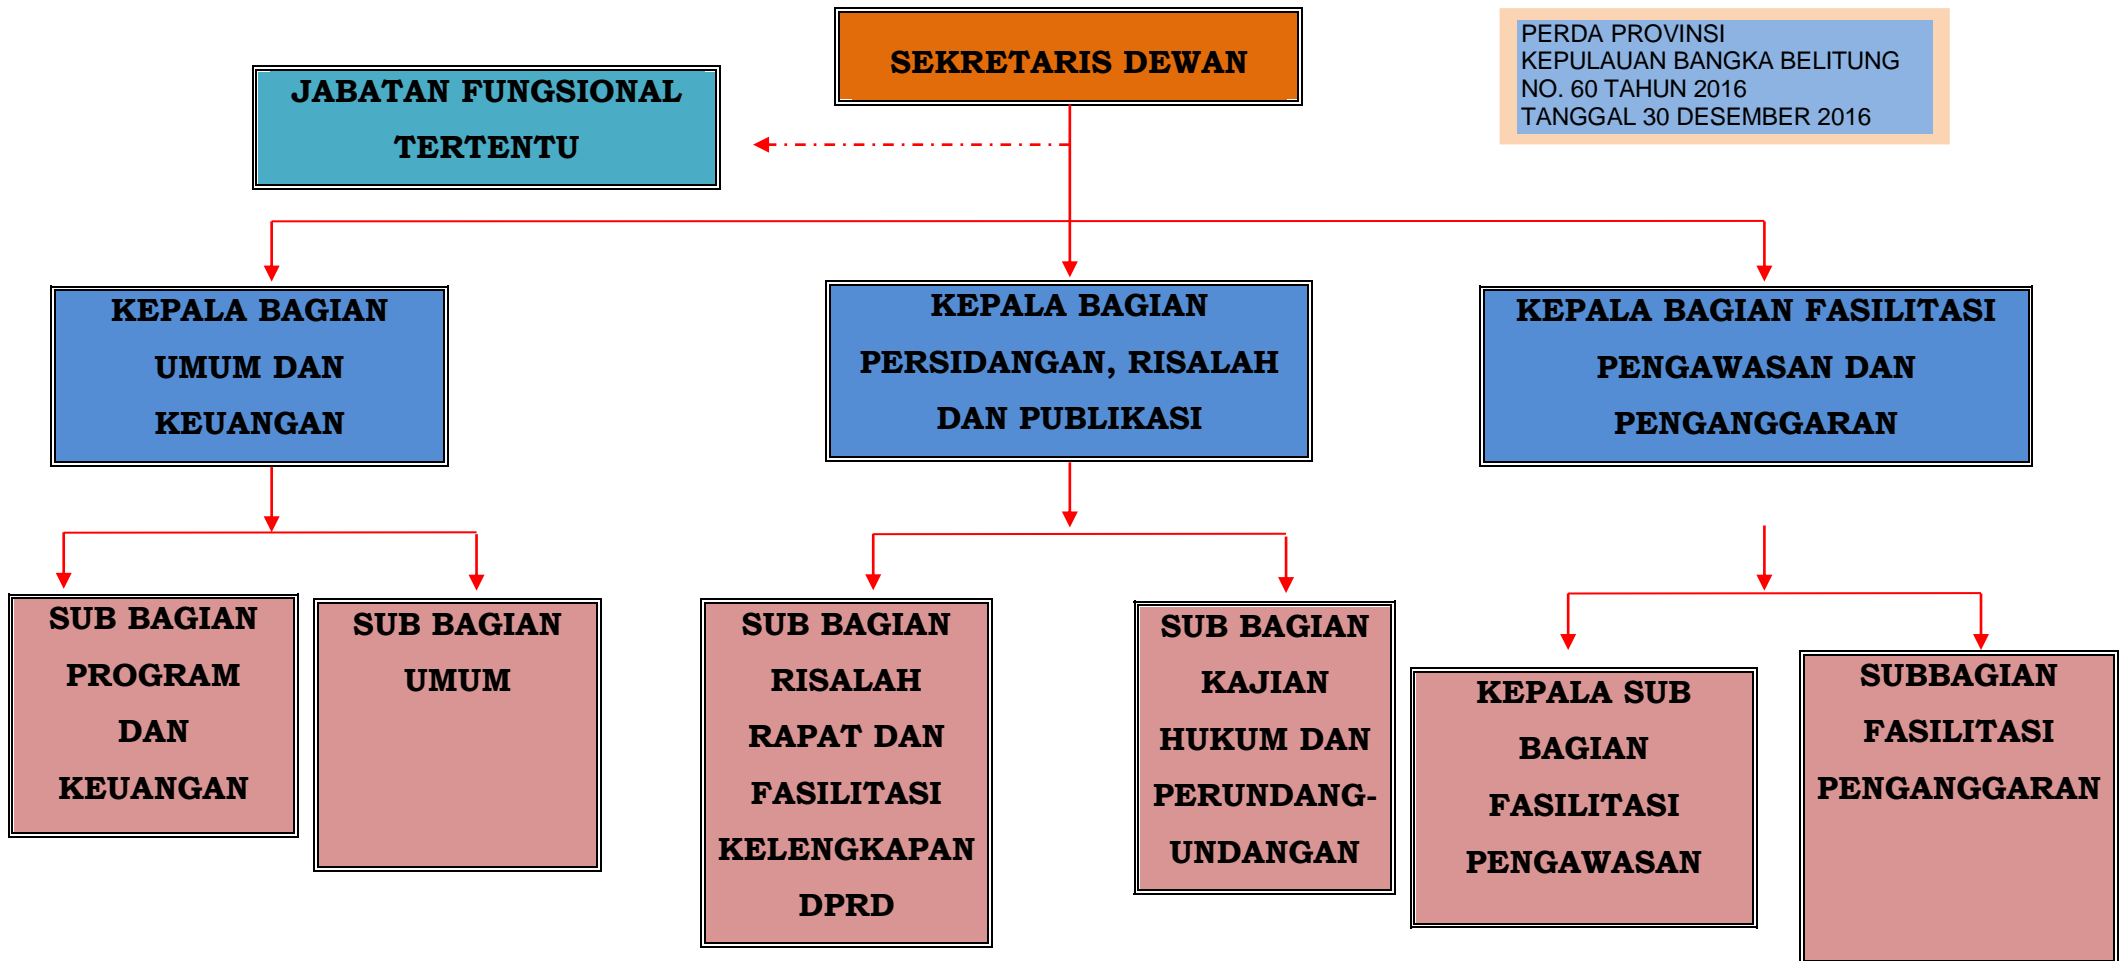 SEKRETARIS DEWAN
PERDA PROVINSI
KEPULAUAN BANGKA BELITUNG
NO. 60 TAHUN 2016
TANGGAL 30 DESEMBER 2016
JABATAN FUNGSIONAL
TERTENTU
KEPALA BAGIAN
UMUM DAN
KEUANGAN
KEPALA BAGIAN
PERSIDANGAN, RISALAH
DAN PUBLIKASI
KEPALA BAGIAN FASILITASI
PENGAWASAN DAN
PENGANGGARAN
SUB BAGIAN
PROGRAM
DAN
KEUANGAN
SUB BAGIAN
UMUM
SUB BAGIAN
RISALAH
RAPAT DAN
FASILITASI
KELENGKAPAN
DPRD
SUB BAGIAN
KAJIAN
HUKUM DAN
PERUNDANG-
UNDANGAN
KEPALA SUB
BAGIAN
FASILITASI
PENGAWASAN
SUBBAGIAN
FASILITASI
PENGANGGARAN